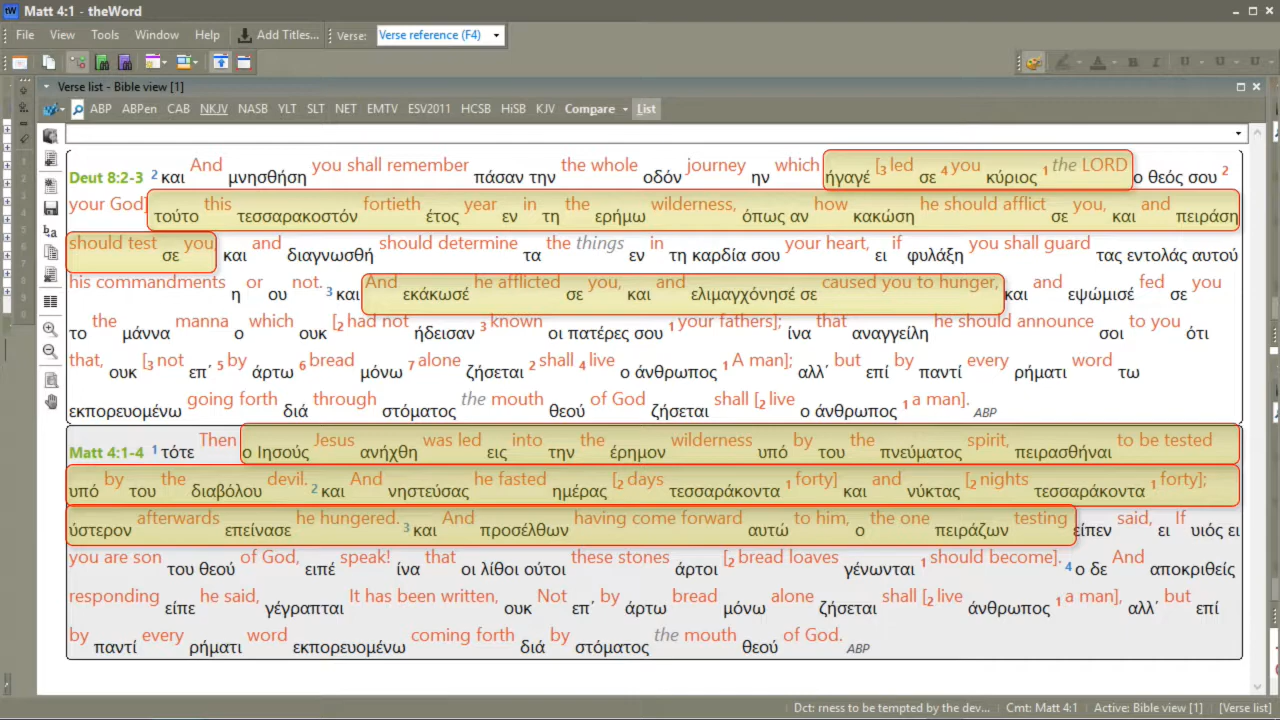 Matt 4:1 - theWord
File View Tools Window Help Add Titles... Verse: Verse reference (F4)
Verse list - Bible view [1]
ABP ABPen CAB NKJV NASB YLT SLT NET EMTV ESV2011 HCSB HiSB KJV Compare List
And you shall remember the whole journey which [3 led 4 you 1 the LORD 2
Deut 8:2-3 2 και μνησθήση πάσαν την οδόν ην ήγαγέ σε κύριος ο θεός σου
your God] this fortieth year in the wilderness, how he should afflict you, and
τούτο τεσσαρακοστόν έτος εν τη ερήμω όπως αν κακώση σε και πειράση
should test you and should determine the things in your heart, if you shall guard
σε και διαγνωσθή τα εν τη καρδία σου ει φυλάξη τας εντολάς αυτού
his commandments or not. 3 And he afflicted you, and caused you to hunger, and fed you
η ου και εκάκωσέ σε και ελιμαγχόνησέ σε και εψώμισέ σε
the manna which [2 had not 3 known 1 your fathers]; that he should announce to you
το μάννα ο ουκ ήδεισαν οι πατέρες σου ίνα αναγγείλη σοι ότι
that, [3 not 5 by 6 bread 7 alone 2 shall 4 live 1 A man]; but by every word
ουκ επ΄ άρτω μόνω ζήσεται ο άνθρωπος αλλ΄ επί παντί ρήματι τω
going forth through the mouth of God shall [2 live 1 a man].
εκπορευομένω διά στόματος θεού ζήσεται ο άνθρωπος ABP
Then Jesus was led into the wilderness by the spirit, to be tested
Matt 4:1-4 1 τότε ο Ιησούς ανήχθη εις την έρημον υπό του πνεύματος πειρασθήναι
by the devil. 2 And he fasted [2 days 1 forty] and [2 nights 1 forty];
υπό του διαβόλου και νηστεύσας ημέρας τεσσαράκοντα και νύκτας τεσσαράκοντα
afterwards he hungered. 3 And having come forward to him, the one testing said, If
ύστερον επείνασε και προσέλθων αυτώ ο πειράζων είπεν ει υιός ει
you are son of God, speak! that these stones [2 bread loaves 1 should become]. 4 And
του θεού ειπέ ίνα οι λίθοι ούτοι άρτοι γένωνται ο δε αποκριθείς
responding he said, It has been written, Not by bread alone shall [2 live 1 a man], but
είπε γέγραπται ουκ επ΄ άρτω μόνω ζήσεται άνθρωπος αλλ΄ επί
by every word coming forth by the mouth of God.
παντί ρήματι εκπορευομένω διά στόματος θεού ABP
Dct: rness to be tempted by the dev... Cmt: Matt 4:1 Active: Bible view [1] [Verse list]